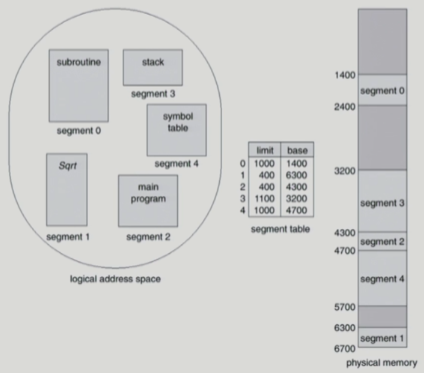 subroutine
segment 0
stack
segment 3
symbol
table
segment 4
Sqrt
segment 1
main
program
segment 2
logical address space
limit base
0 1000 1400
1 400 6300
2 400 4300
3 1100 3200
4 1000 4700
segment table
1400
segment 0
2400
3200
segment 3
4300
segment 2
4700
segment 4
5700
6300
segment 1
6700
physical memory